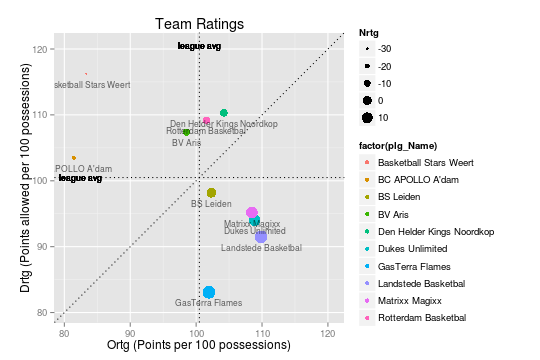 Team Ratings
Drtg (Points allowed per 100 possessions)
120
110
100
90
80
league avg
sketball Stars Weert
Den Helder Kings Noordkop
Rotterdam Basketbal
BV Aris
POLLO A'dam
league avg
BS Leiden
Matrixx Magixx
Dukes Unlimited
Landstede Basketbal
GasTerra Flames
80
90
100
110
120
Ortg (Points per 100 possessions)
Nrtg
-30
-20
-10
0
10
factor(plg_Name)
Basketball Stars Weert
BC APOLLO A'dam
BS Leiden
BV Aris
Den Helder Kings Noordkop
Dukes Unlimited
GasTerra Flames
Landstede Basketbal
Matrixx Magixx
Rotterdam Basketbal